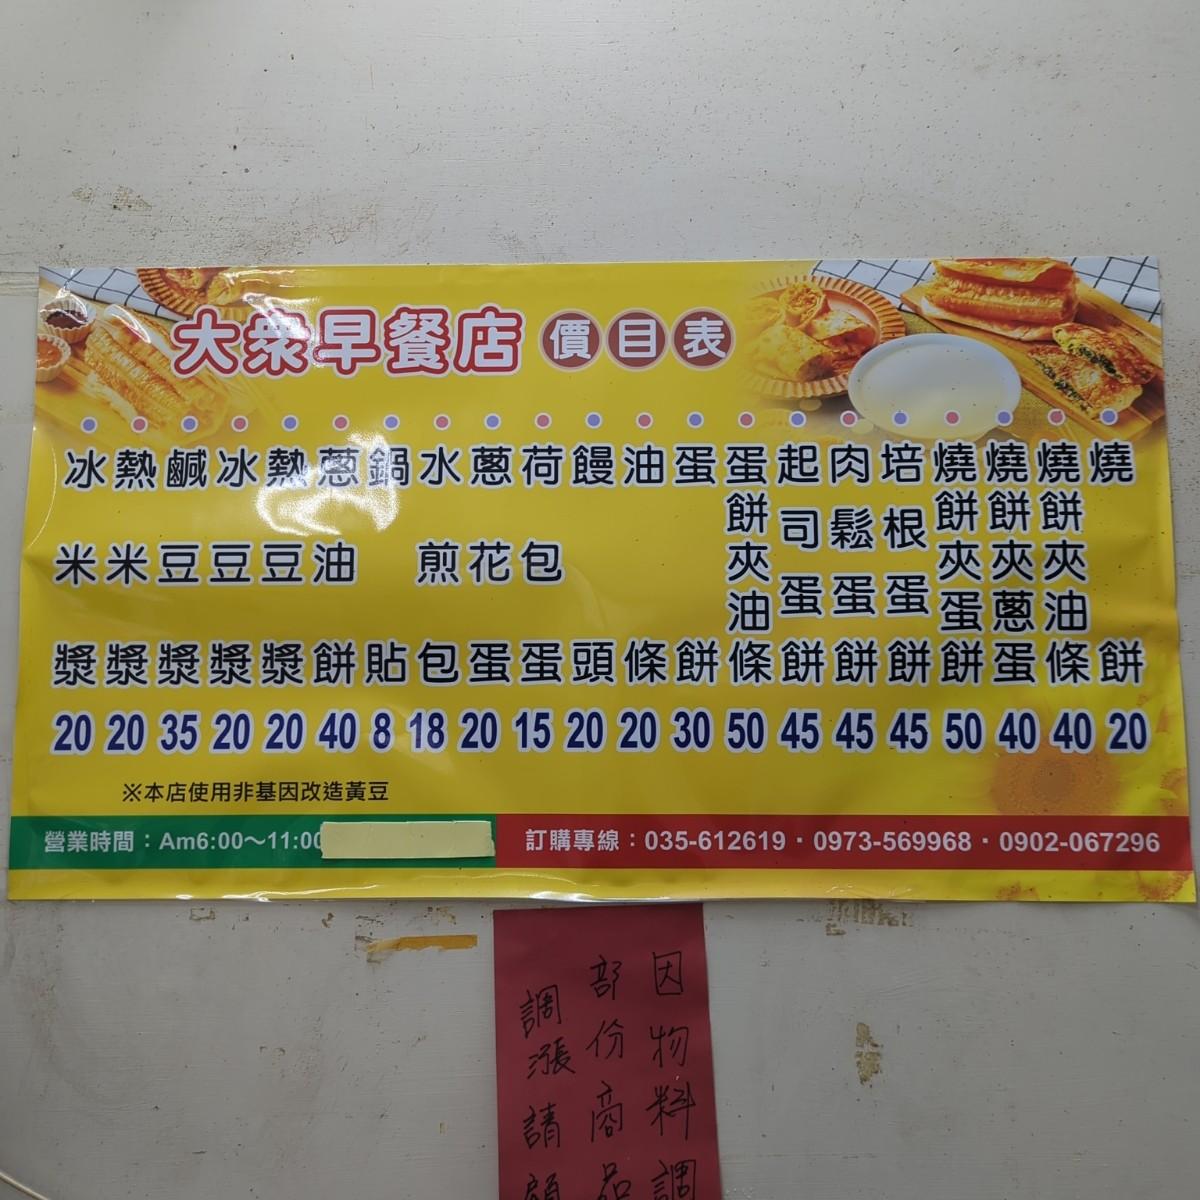 大眾早餐店 價目表
燒餅 20
燒餅夾油條 40
燒餅夾蔥蛋 40
燒餅夾蛋餅 50
培根蛋餅 45
肉鬆蛋餅 45
起司蛋餅 45
蛋餅夾油條 50
蛋餅 30
油條 20
饅頭 20
荷包蛋 15
蔥花蛋 20
水煎包 18
鍋貼 8
蔥油餅 40
熱豆漿 20
冰豆漿 20
鹹豆漿 35
熱米漿 20
冰米漿 20
※本店使用非基因改造黃豆
營業時間：Am6:00～11:00
訂購專線：035-612619・0973-569968・0902-067296
因物料調
部份商品
調漲請顧